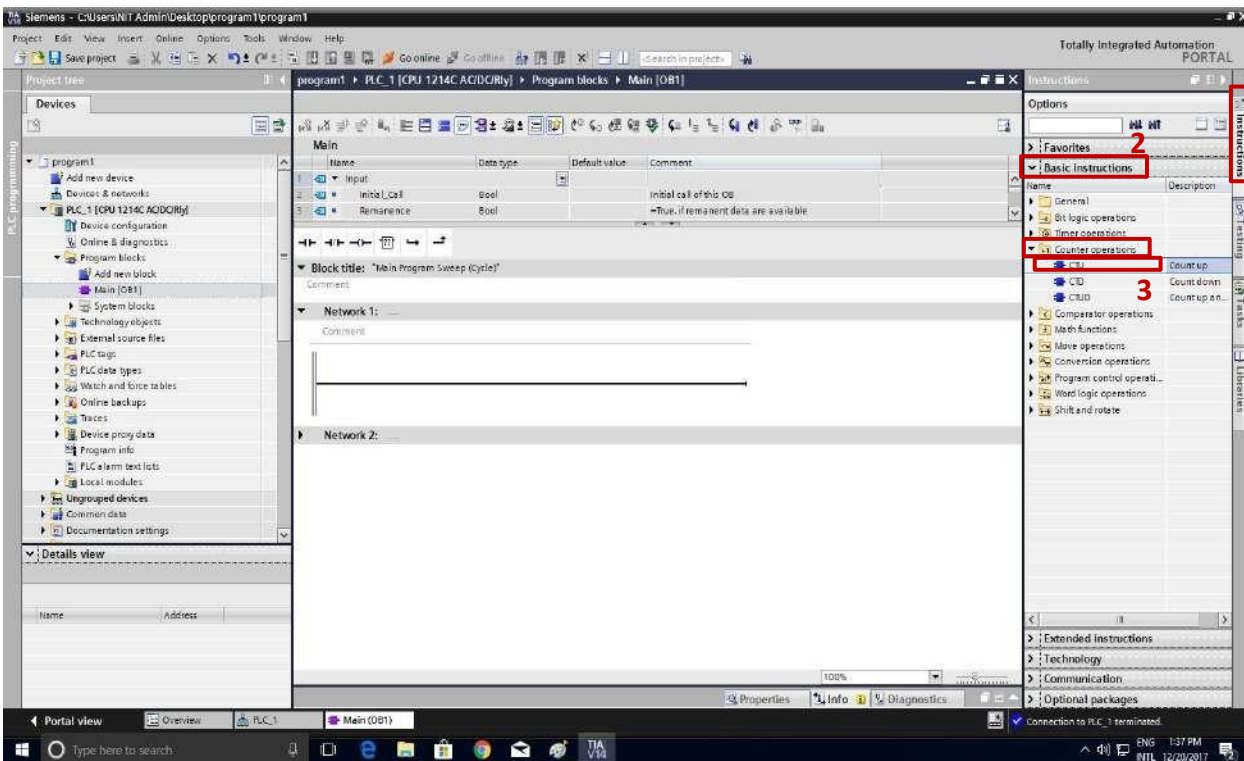 Siemens - C:\Users\NIT Admin\Desktop\program1\program1
Project Edit View Insert Online Options Tools Window Help
Totally Integrated Automation
PORTAL
Save project
Go online
Go offline
<Search in project>
Project tree
program1 PLC_1 [CPU 1214C AC/DC/Rly] Program blocks Main [OB1]
Instructions
Devices
Options
PLC programming
program1
Add new device
Devices & networks
PLC_1 [CPU 1214C AC/DC/Rly]
Device configuration
Online & diagnostics
Program blocks
Add new block
Main [OB1]
System blocks
Technology objects
External source files
PLC tags
PLC data types
Watch and force tables
Online backups
Traces
Device proxy data
Program info
PLC alarm text lists
Local modules
Ungrouped devices
Common data
Documentation settings
Details view
Name Address
Main
Name Data type Default value Comment
1 Input
2 Initial_Call Bool Initial call of this OB
3 Remanence Bool =True, if remanent data are available
Block title: "Main Program Sweep (Cycle)"
Comment
Network 1: .....
Comment
Network 2: .....
100%
Properties Info Diagnostics
2
Favorites
Basic instructions
Name Description
General
Bit logic operations
Timer operations
Counter operations
CTU Count up
CTD Count down
CTUD Count up an...
3
Comparator operations
Math functions
Move operations
Conversion operations
Program control operati...
Word logic operations
Shift and rotate
Extended instructions
Technology
Communication
Optional packages
Instructions
Testing
Tasks
Libraries
Portal view
Overview
PLC_1
Main (OB1)
Connection to PLC_1 terminated.
Type here to search
TIA
V14
ENG
INTL
1:37 PM
12/20/2017